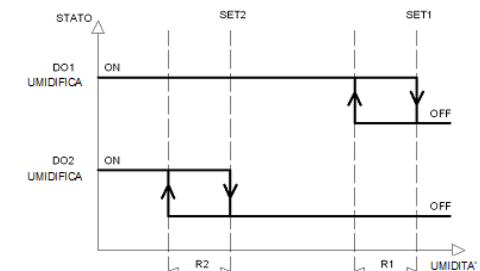 STATO
SET2
SET1
DO1
ON
UMIDIFICA
OFF
DO2
ON
UMIDIFICA
OFF
R2
R1
UMIDITA'